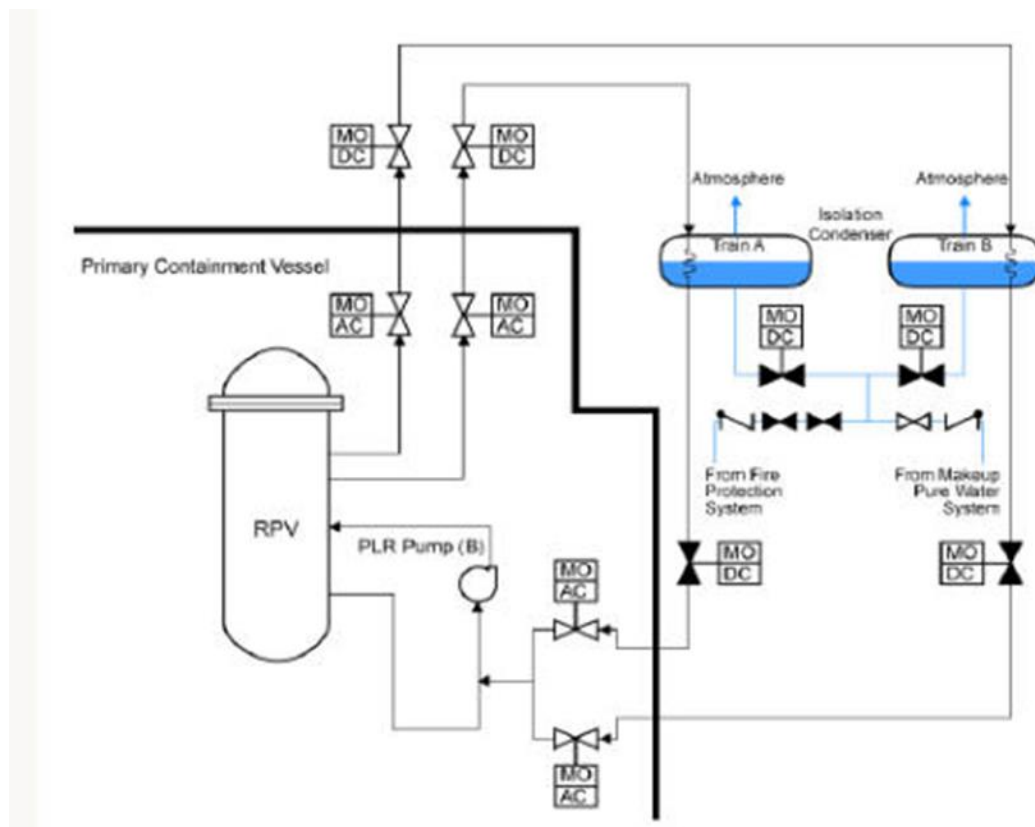 MO
DC
MO
DC
Atmosphere
Atmosphere
Isolation
Condenser
Train A
Train B
Primary Containment Vessel
MO
AC
MO
AC
MO
DC
MO
DC
From Fire
Protection
System
From Makeup
Pure Water
System
RPV
PLR Pump (B)
MO
DC
MO
DC
MO
AC
MO
AC